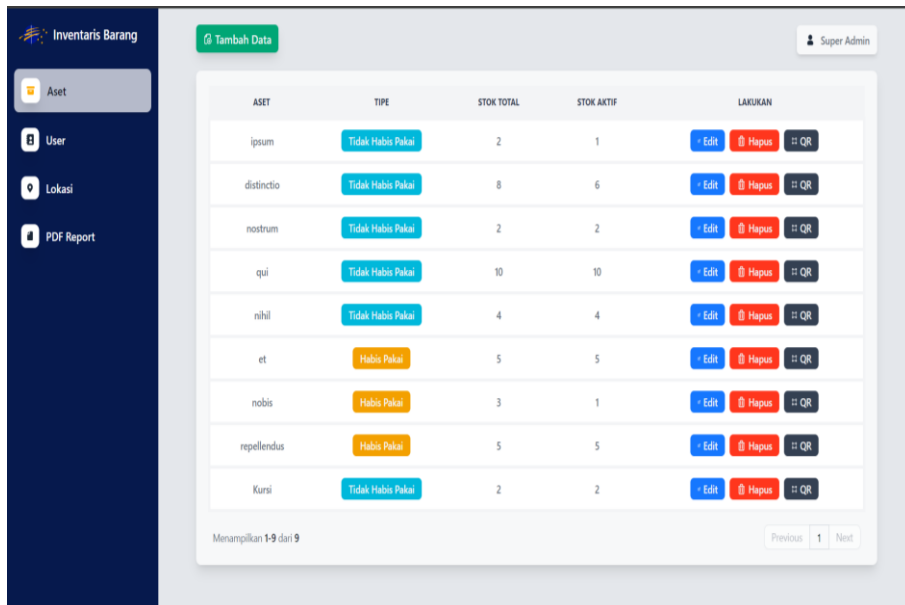 Inventaris Barang
Tambah Data
Super Admin
Aset
User
Lokasi
PDF Report
ASET TIPE STOK TOTAL STOK AKTIF LAKUKAN
ipsum Tidak Habis Pakai 2 1 Edit Hapus QR
distinctio Tidak Habis Pakai 8 6 Edit Hapus QR
nostrum Tidak Habis Pakai 2 2 Edit Hapus QR
qui Tidak Habis Pakai 10 10 Edit Hapus QR
nihil Tidak Habis Pakai 4 4 Edit Hapus QR
et Habis Pakai 5 5 Edit Hapus QR
nobis Habis Pakai 3 1 Edit Hapus QR
repellendus Habis Pakai 5 5 Edit Hapus QR
Kursi Tidak Habis Pakai 2 2 Edit Hapus QR
Menampilkan 1-9 dari 9
Previous 1 Next